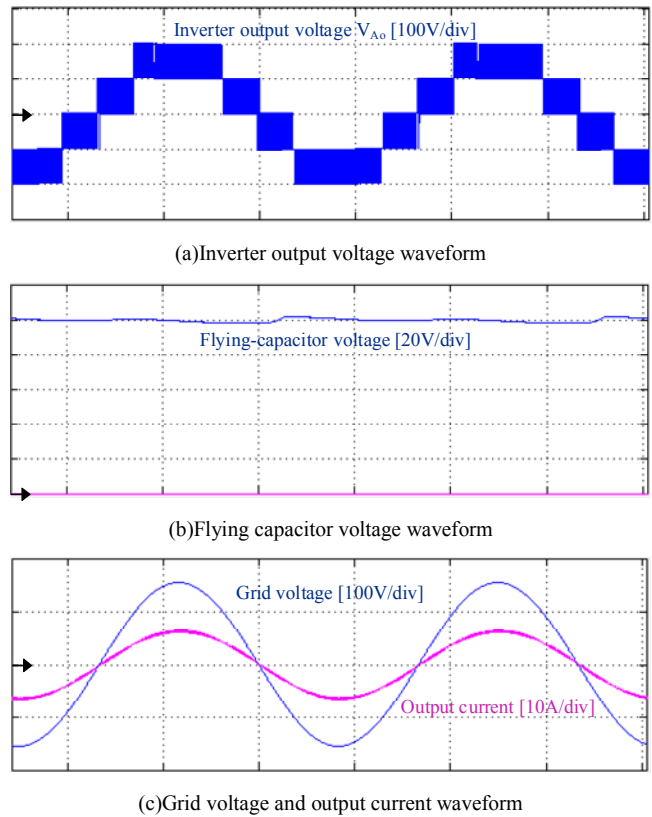 Inverter output voltage VAo [100V/div]
(a)Inverter output voltage waveform
Flying-capacitor voltage [20V/div]
(b)Flying capacitor voltage waveform
Grid voltage [100V/div]
Output current [10A/div]
(c)Grid voltage and output current waveform